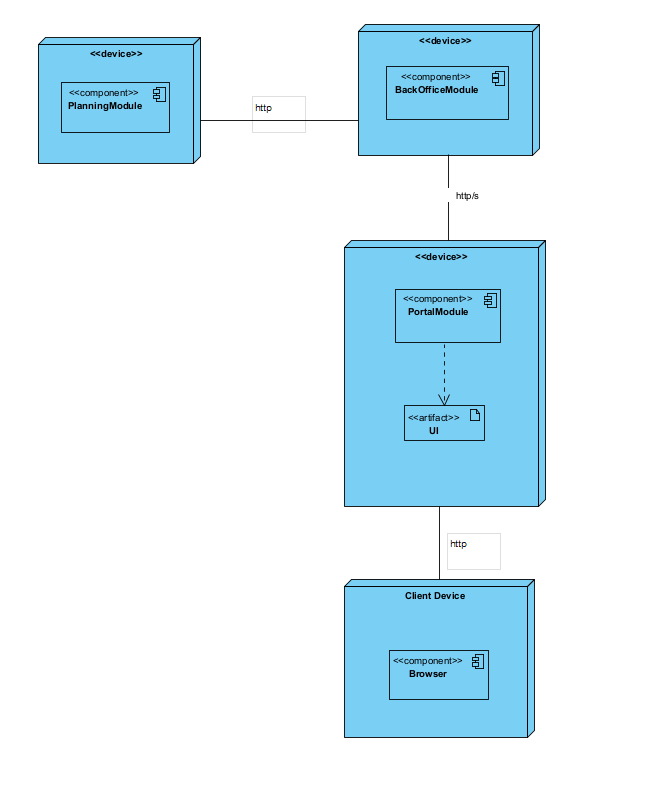 <<device>>
<<component>>
PlanningModule
http
<<device>>
<<component>>
BackOfficeModule
http/s
<<device>>
<<component>>
PortalModule
<<artifact>>
UI
http
Client Device
<<component>>
Browser